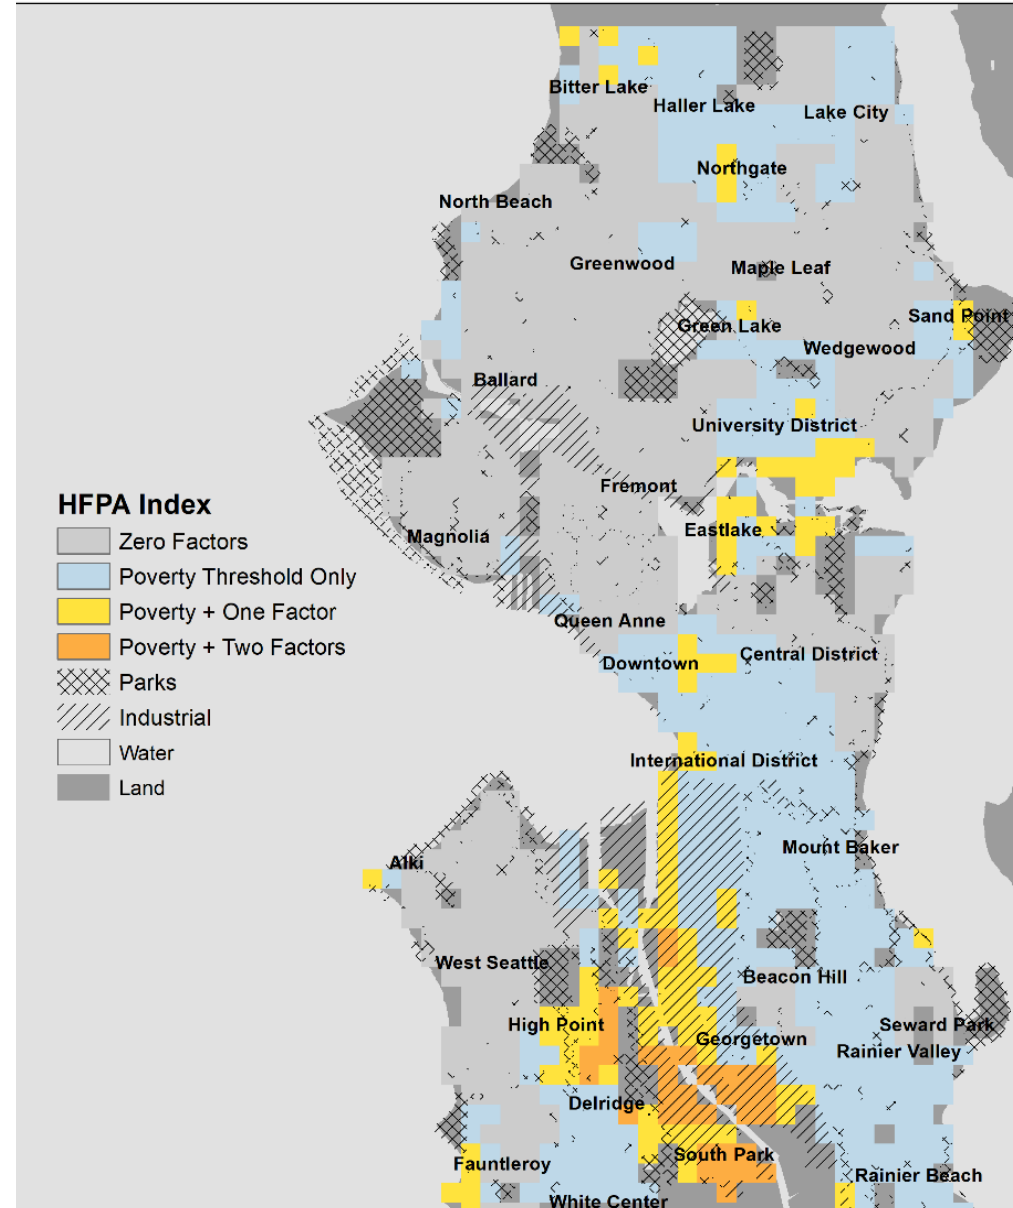 Bitter Lake
Haller Lake
Lake City
Northgate
North Beach
Greenwood
Maple Leaf
Sand Point
Green Lake
Wedgewood
Ballard
University District
Fremont
HFPA Index
Zero Factors
Poverty Threshold Only
Poverty + One Factor
Poverty + Two Factors
Parks
Industrial
Water
Land
Eastlake
Magnolia
Queen Anne
Central District
Downtown
International District
Mount Baker
Alki
West Seattle
Beacon Hill
High Point
Seward Park
Georgetown
Rainier Valley
Delridge
South Park
Fauntleroy
Rainier Beach
White Center